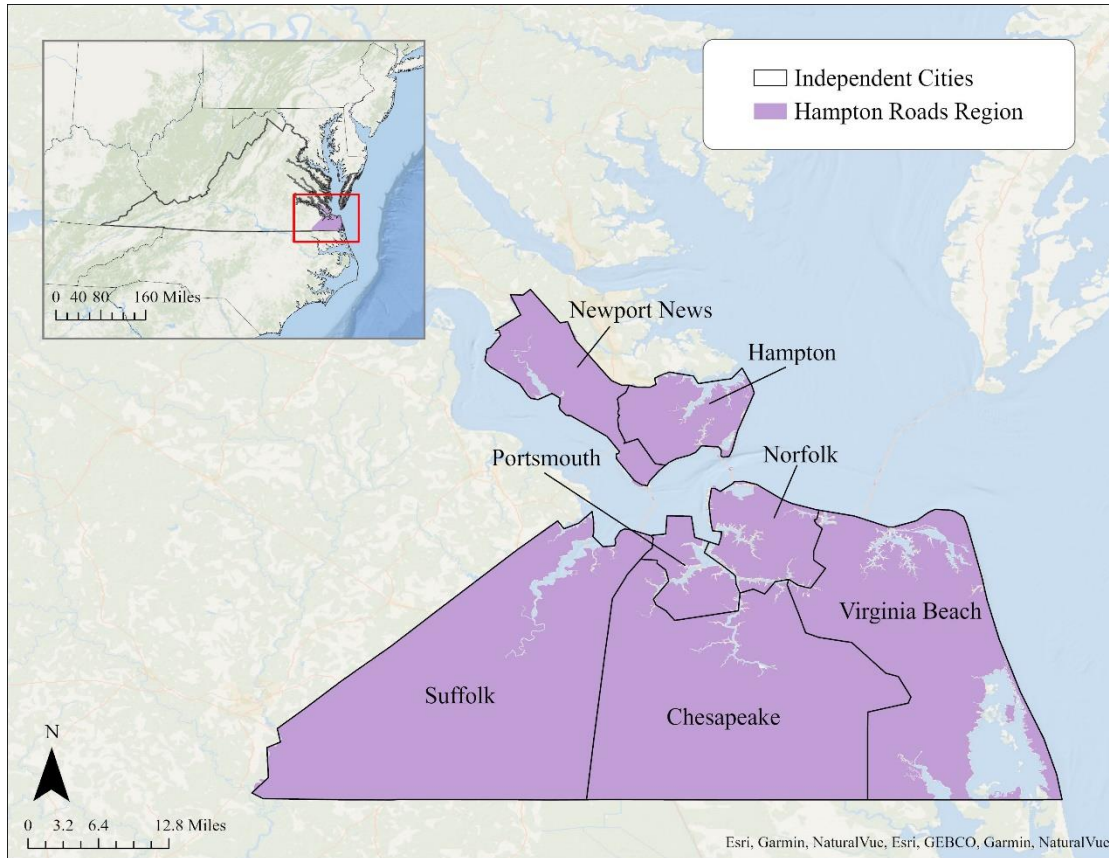 Independent Cities
Hampton Roads Region
0 40 80 160 Miles
Newport News
Hampton
Portsmouth
Norfolk
Virginia Beach
Suffolk
Chesapeake
N
0 3.2 6.4 12.8 Miles
Esri, Garmin, NaturalVue, Esri, GEBCO, Garmin, NaturalVue